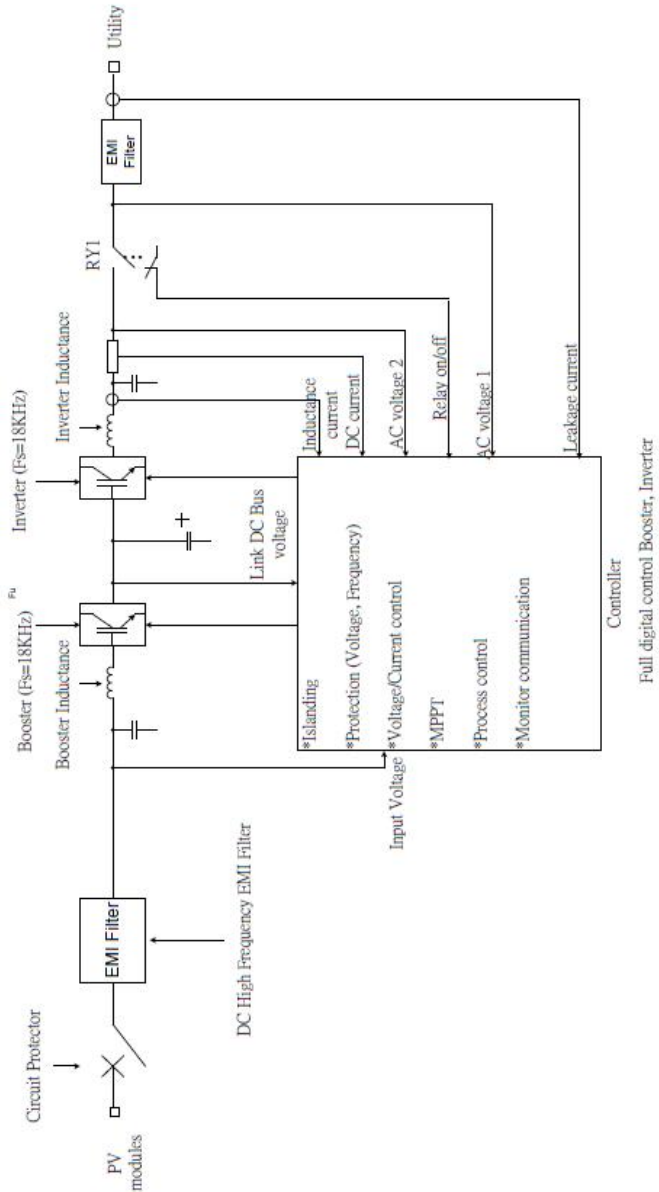 PV
modules
Circuit Protector
EMI Filter
DC High Frequency EMI Filter
Booster (Fs=18KHz)
Fu
Booster Inductance
Inverter (Fs=18KHz)
Inverter Inductance
RY1
EMI
Filter
Utility
Input Voltage
Link DC Bus
voltage
Inductance
current
DC current
AC voltage 2
Relay on/off
AC voltage 1
Leakage current
*Islanding
*Protection (Voltage, Frequency)
*Voltage/Current control
*MPPT
*Process control
*Monitor communication
Controller
Full digital control Booster, Inverter